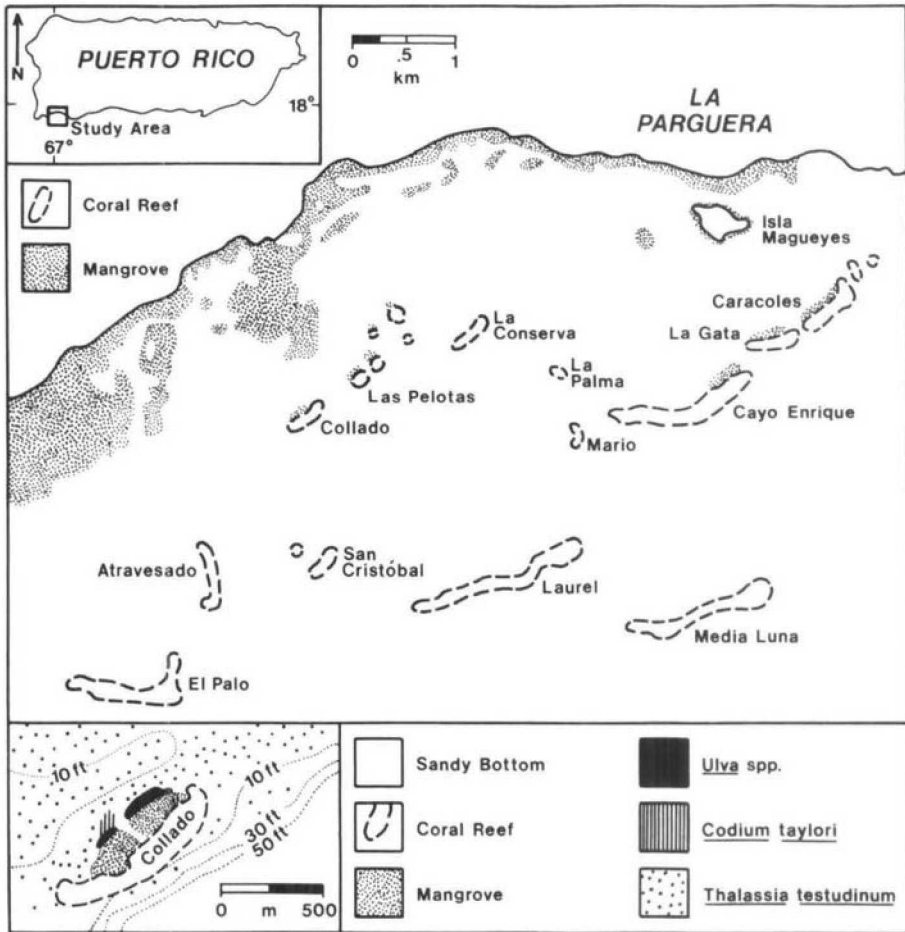 N
PUERTO RICO
18°
Study Area
67°
0 .5 1
km
LA
PARGUERA
Coral Reef
Mangrove
Isla
Magueyes
Caracoles
La Gata
La
Conserva
La
Palma
Las Pelotas
Cayo Enrique
Collado
Mario
Atravesado
San
Cristóbal
Laurel
Media Luna
El Palo
10 ft
10 ft
30 ft
50 ft
Collado
0 m 500
Sandy Bottom
Coral Reef
Mangrove
Ulva spp.
Codium taylori
Thalassia testudinum